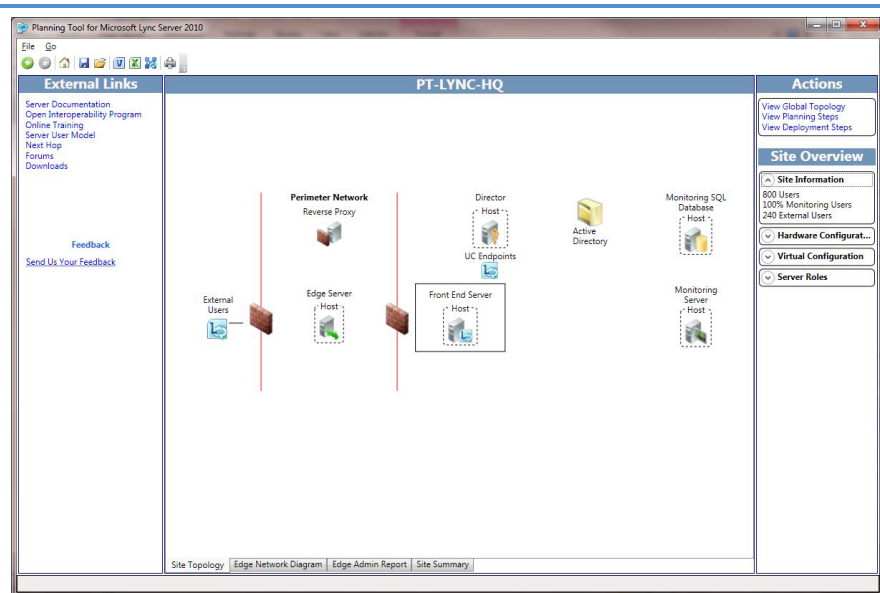 Planning Tool for Microsoft Lync Server 2010
File Go
External Links
Server Documentation
Open Interoperability Program
Online Training
Server User Model
Next Hop
Forums
Downloads
Feedback
Send Us Your Feedback
PT-LYNC-HQ
Perimeter Network
Reverse Proxy
Director
Host
UC Endpoints
Active
Directory
Monitoring SQL
Database
Host
External
Users
Edge Server
Host
Front End Server
Host
Monitoring
Server
Host
Site Topology
Edge Network Diagram
Edge Admin Report
Site Summary
Actions
View Global Topology
View Planning Steps
View Deployment Steps
Site Overview
Site Information
800 Users
100% Monitoring Users
240 External Users
Hardware Configurat...
Virtual Configuration
Server Roles